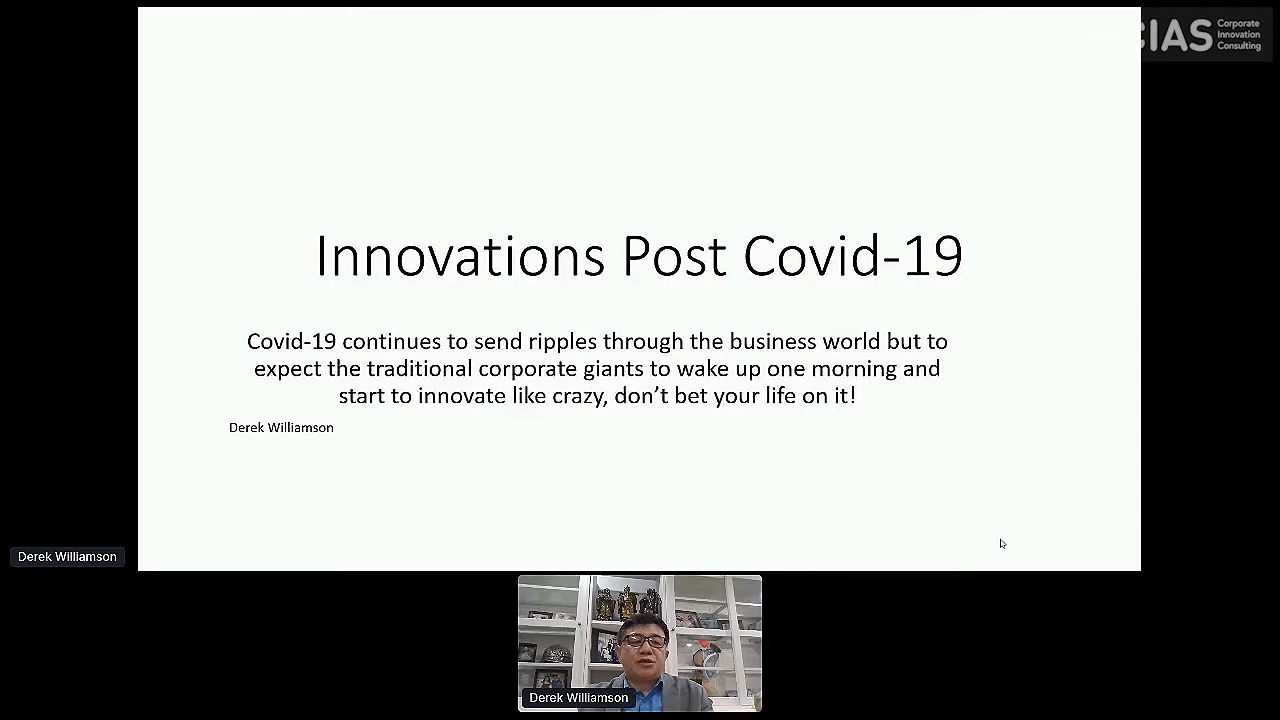 CIAS Corporate
Innovation
Consulting
Innovations Post Covid-19
Covid-19 continues to send ripples through the business world but to
expect the traditional corporate giants to wake up one morning and
start to innovate like crazy, don’t bet your life on it!
Derek Williamson
Derek Williamson
Derek Williamson